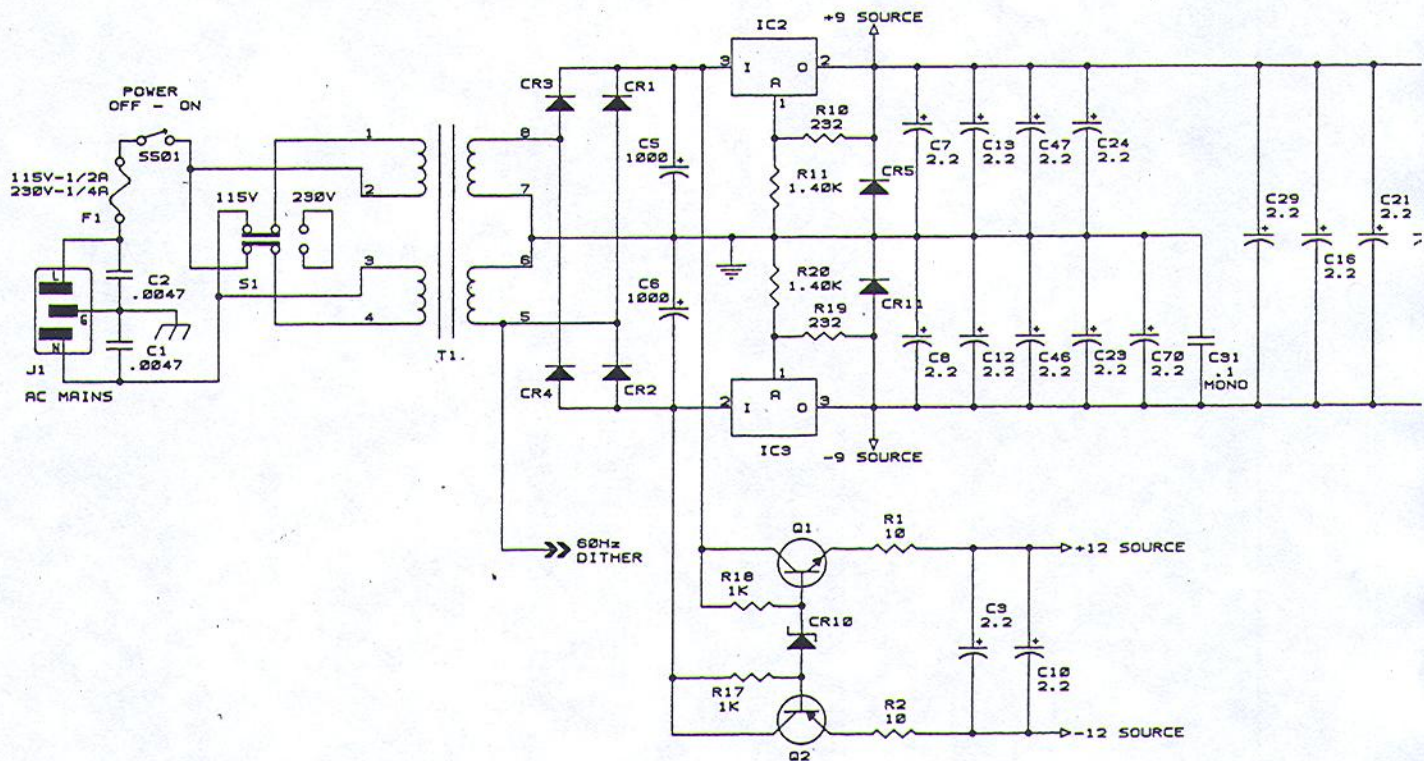 POWER
OFF - ON
SS01
115V-1/2A
230V-1/4A
F1
115V
230V
S1
C2
.0047
C1
.0047
L
G
N
J1
AC MAINS
1
2
3
4
T1.
8
7
6
5
CR3
CR1
CR4
CR2
C5
1000
C6
1000
60Hz
DITHER
IC2
3
I
O
2
A
1
+9 SOURCE
R10
232
R11
1.40K
CR5
R20
1.40K
R19
232
CR11
1
2
I
A
O
3
IC3
-9 SOURCE
C7
2.2
C13
2.2
C47
2.2
C24
2.2
C8
2.2
C12
2.2
C46
2.2
C23
2.2
C70
2.2
C31
.1
MONO
C29
2.2
C16
2.2
C21
2.2
Q1
R1
10
+12 SOURCE
R18
1K
CR10
C3
2.2
C10
2.2
R17
1K
R2
10
-12 SOURCE
Q2